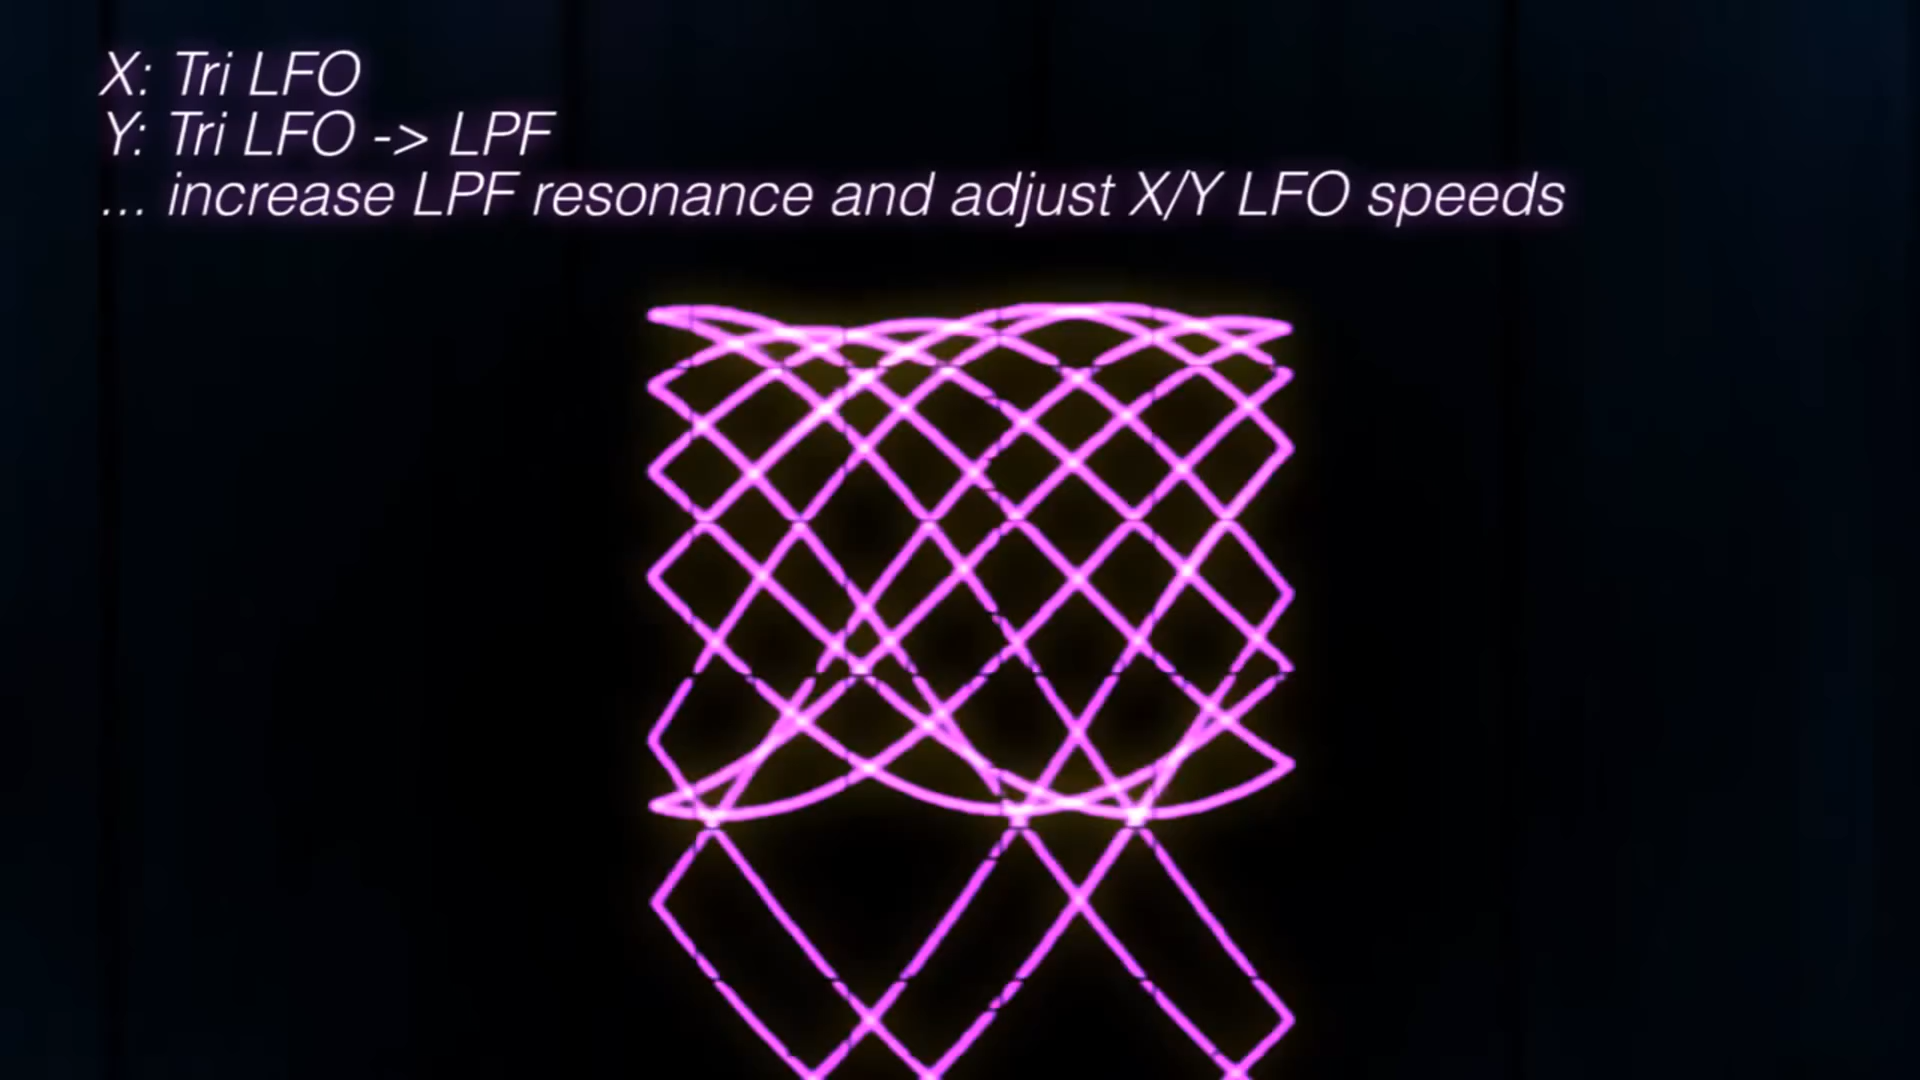 X: Tri LFO
Y: Tri LFO -> LPF
... increase LPF resonance and adjust X/Y LFO speeds